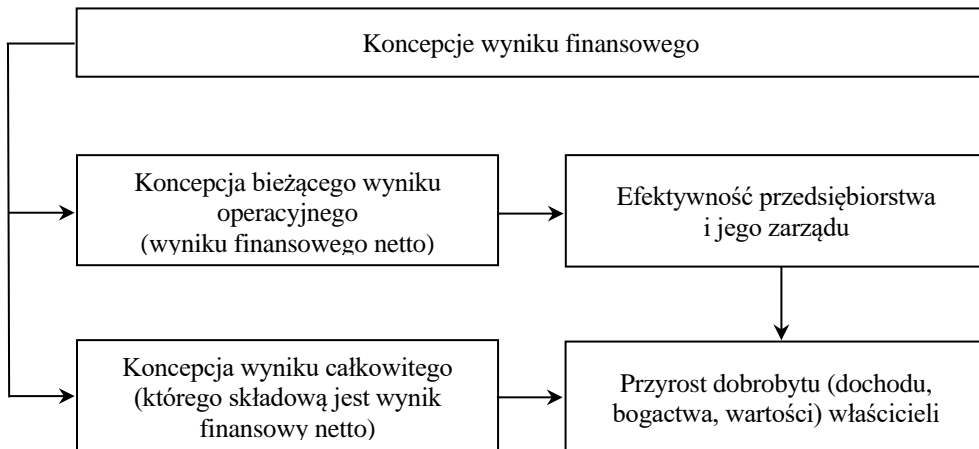 Koncepcje wyniku finansowego
Koncepcja bieżącego wyniku
operacyjnego
(wyniku finansowego netto)
Efektywność przedsiębiorstwa
i jego zarządu
Koncepcja wyniku całkowitego
(którego składową jest wynik
finansowy netto)
Przyrost dobrobytu (dochodu,
bogactwa, wartości) właścicieli